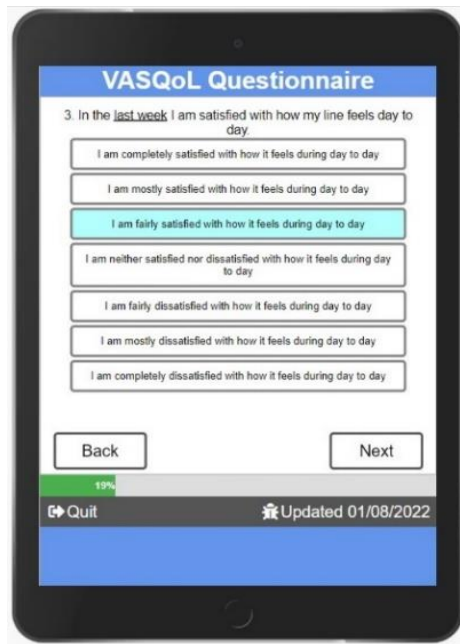 VASQoL Questionnaire
3. In the last week I am satisfied with how my line feels day to
day.
I am completely satisfied with how it feels during day to day
I am mostly satisfied with how it feels during day to day
I am fairly satisfied with how it feels during day to day
I am neither satisfied nor dissatisfied with how it feels during day
to day
I am fairly dissatisfied with how it feels during day to day
I am mostly dissatisfied with how it feels during day to day
I am completely dissatisfied with how it feels during day to day
Back Next
19%
Quit Updated 01/08/2022